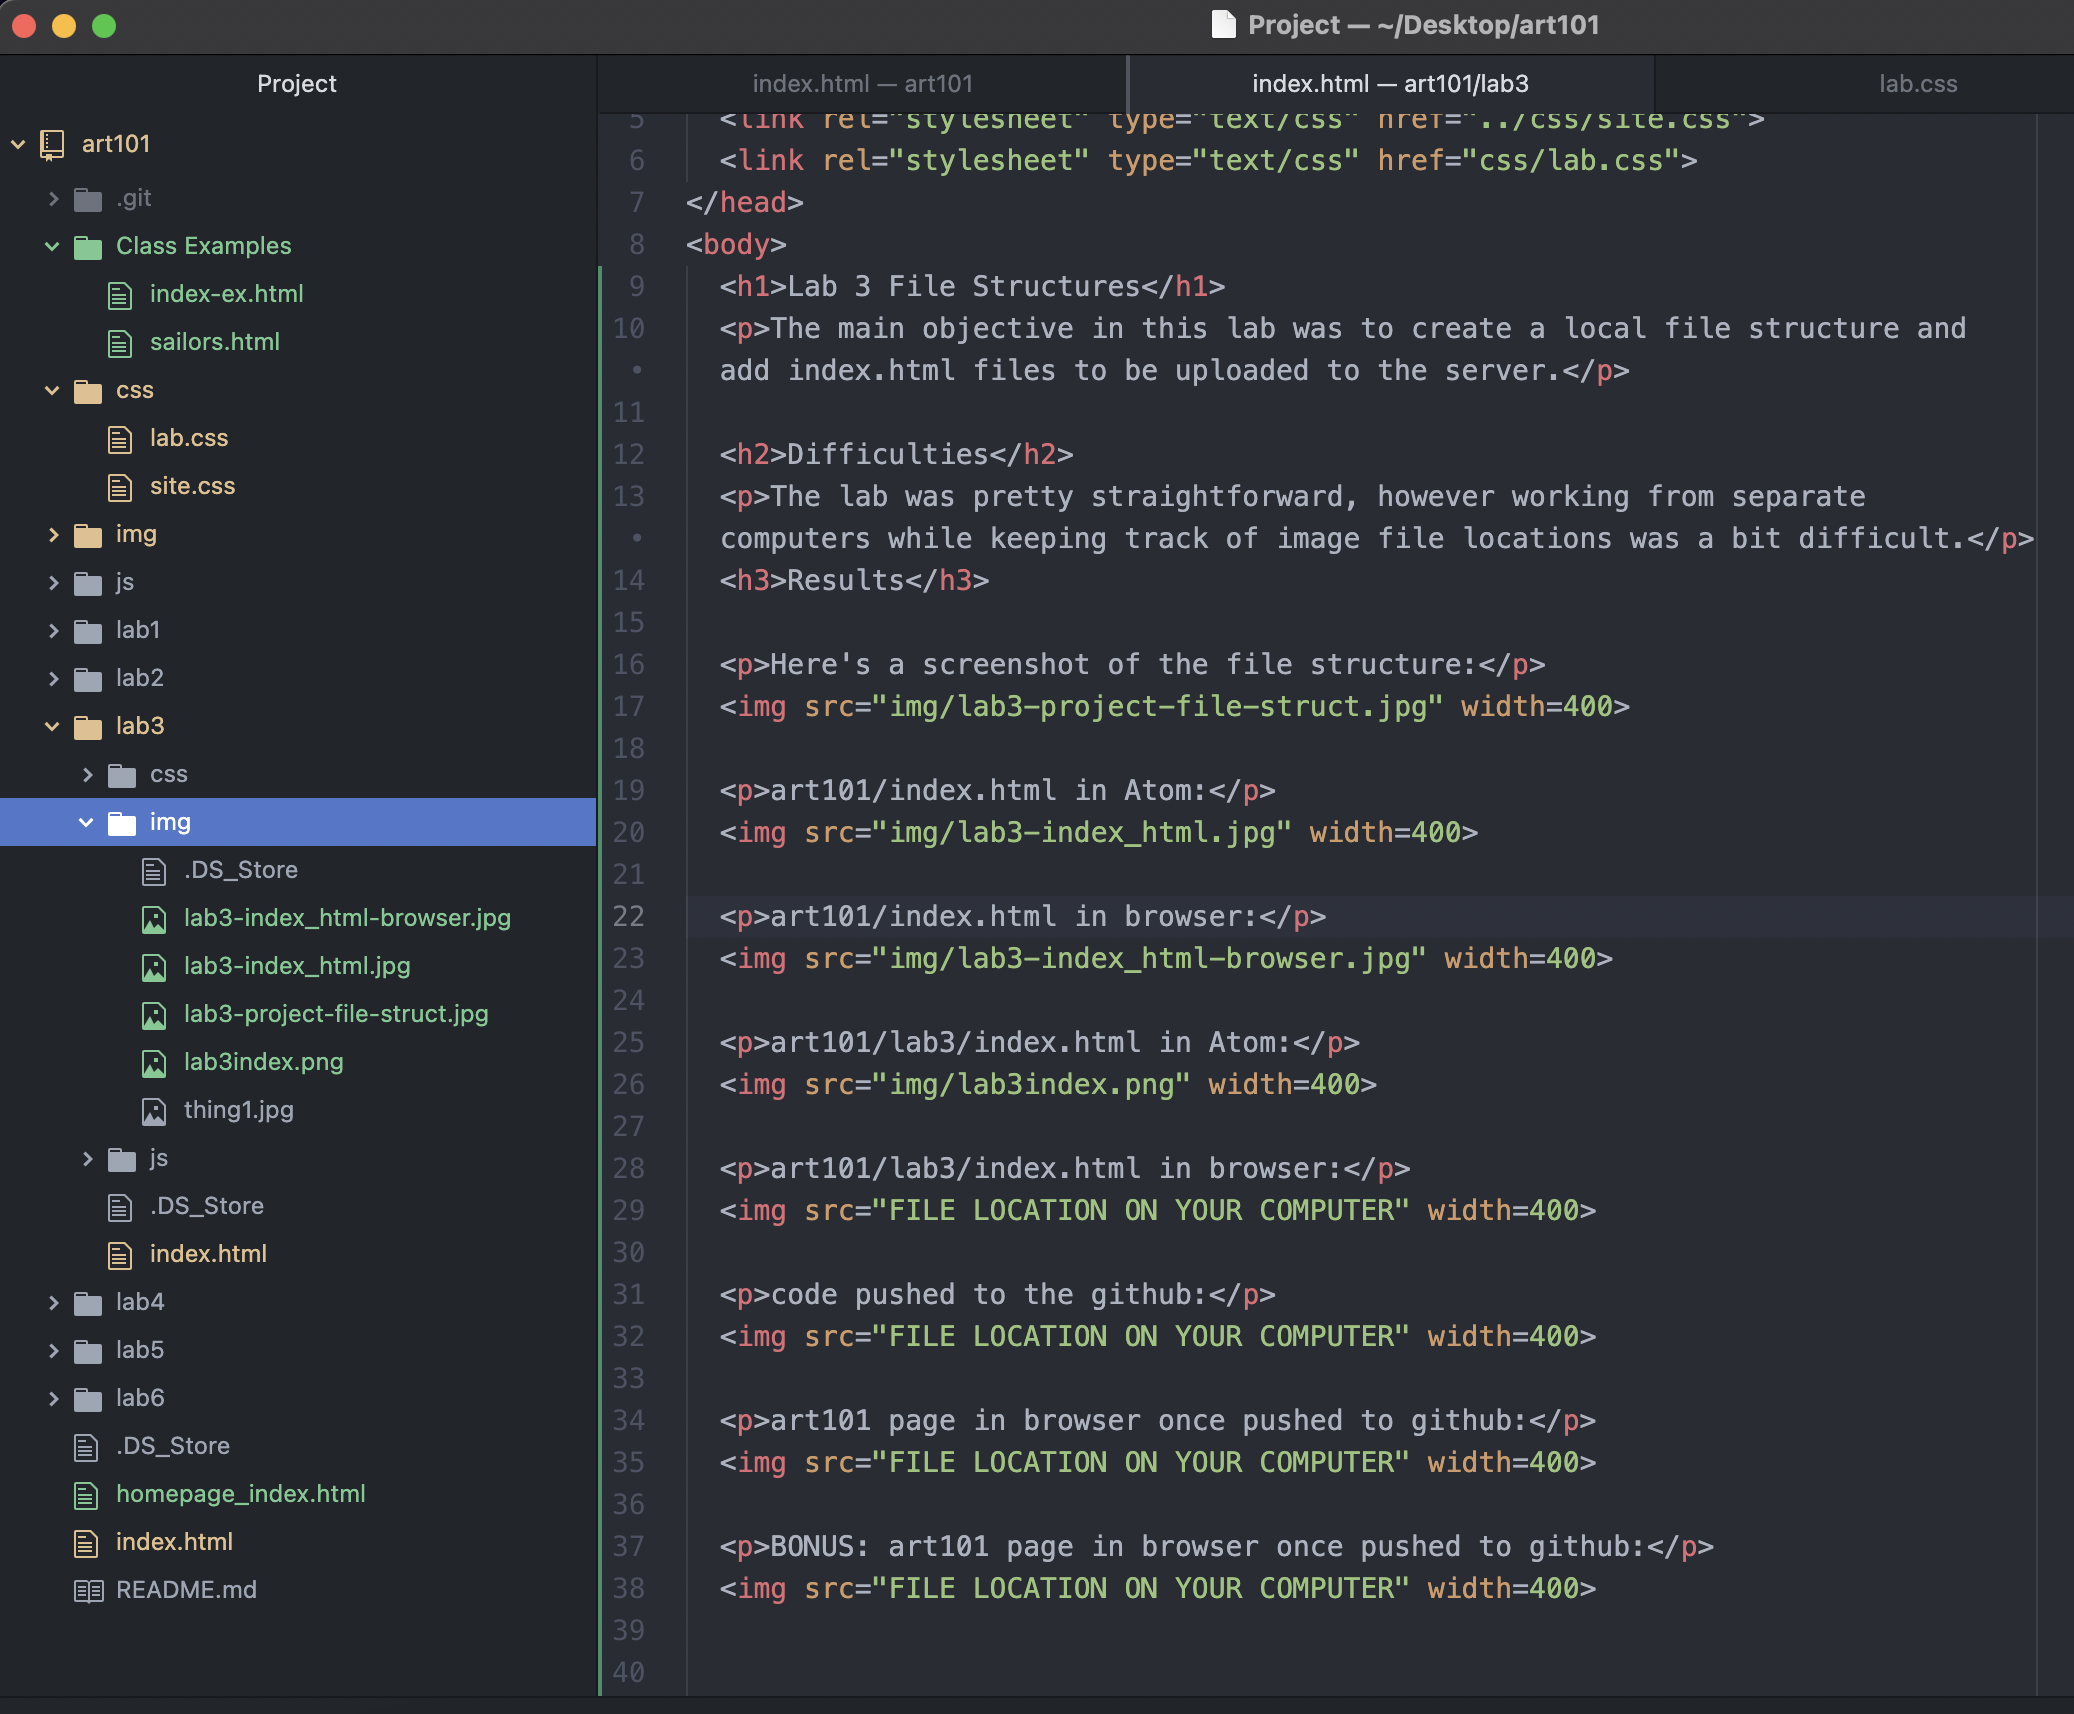 Project — ~/Desktop/art101
Project
index.html — art101
index.html — art101/lab3
lab.css
art101
.git
Class Examples
index-ex.html
sailors.html
css
lab.css
site.css
img
js
lab1
lab2
lab3
css
img
.DS_Store
lab3-index_html-browser.jpg
lab3-index_html.jpg
lab3-project-file-struct.jpg
lab3index.png
thing1.jpg
js
.DS_Store
index.html
lab4
lab5
lab6
.DS_Store
homepage_index.html
index.html
README.md
5 <link rel="stylesheet" type="text/css" href="../css/site.css">
6 <link rel="stylesheet" type="text/css" href="css/lab.css">
7 </head>
8 <body>
9 <h1>Lab 3 File Structures</h1>
10 <p>The main objective in this lab was to create a local file structure and
• add index.html files to be uploaded to the server.</p>
11
12 <h2>Difficulties</h2>
13 <p>The lab was pretty straightforward, however working from separate
• computers while keeping track of image file locations was a bit difficult.</p>
14 <h3>Results</h3>
15
16 <p>Here's a screenshot of the file structure:</p>
17 <img src="img/lab3-project-file-struct.jpg" width=400>
18
19 <p>art101/index.html in Atom:</p>
20 <img src="img/lab3-index_html.jpg" width=400>
21
22 <p>art101/index.html in browser:</p>
23 <img src="img/lab3-index_html-browser.jpg" width=400>
24
25 <p>art101/lab3/index.html in Atom:</p>
26 <img src="img/lab3index.png" width=400>
27
28 <p>art101/lab3/index.html in browser:</p>
29 <img src="FILE LOCATION ON YOUR COMPUTER" width=400>
30
31 <p>code pushed to the github:</p>
32 <img src="FILE LOCATION ON YOUR COMPUTER" width=400>
33
34 <p>art101 page in browser once pushed to github:</p>
35 <img src="FILE LOCATION ON YOUR COMPUTER" width=400>
36
37 <p>BONUS: art101 page in browser once pushed to github:</p>
38 <img src="FILE LOCATION ON YOUR COMPUTER" width=400>
39
40